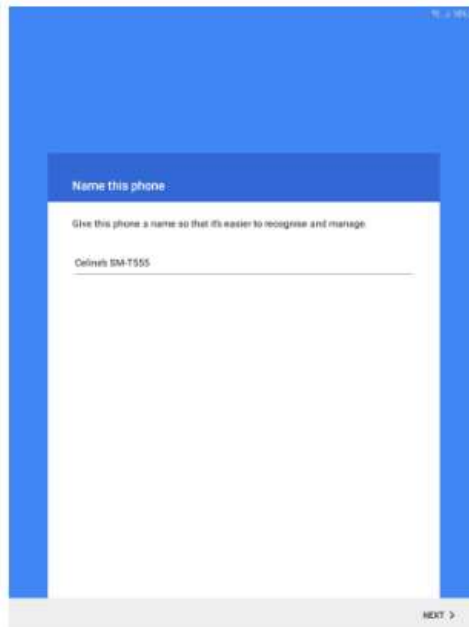 Name this phone
Give this phone a name so that it's easier to recognise and manage.
Celine's SM-T555
NEXT >